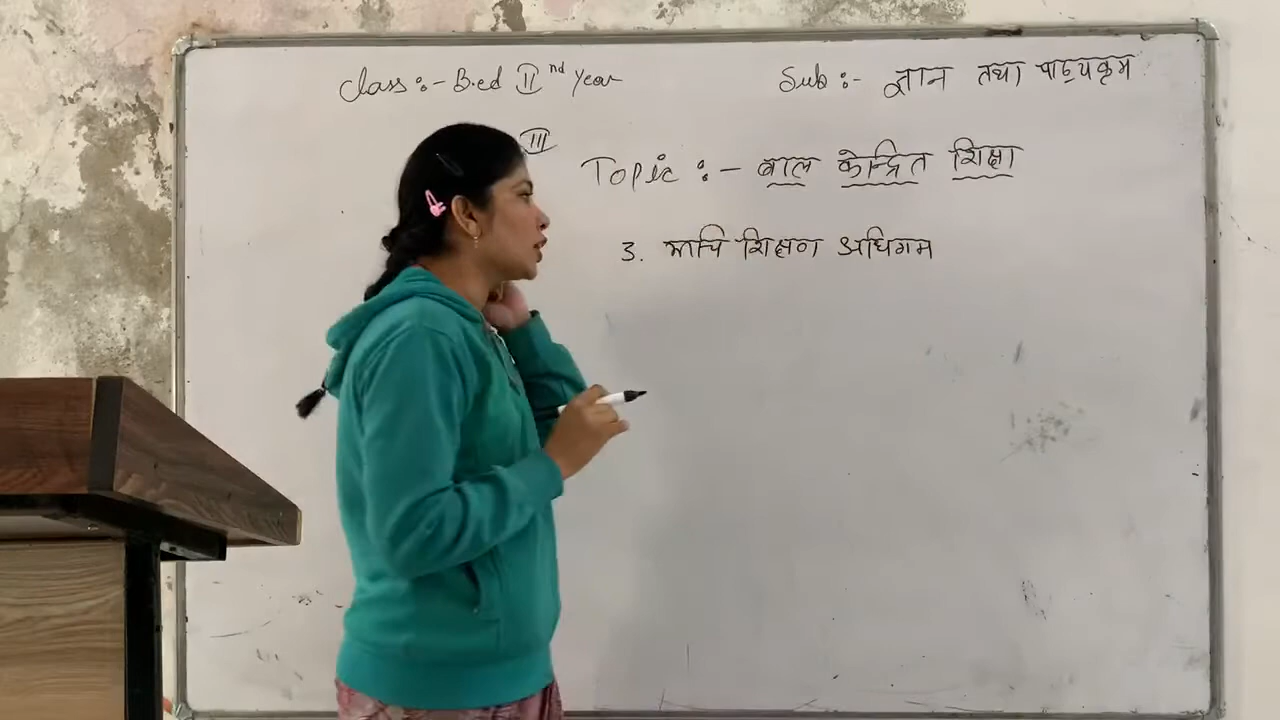 Class :- B.ed II nd Year
Sub :- ज्ञान तथा पाठ्यक्रम
III
Topic :- बाल केन्द्रित शिक्षा
3. शिक्षण अधिगम